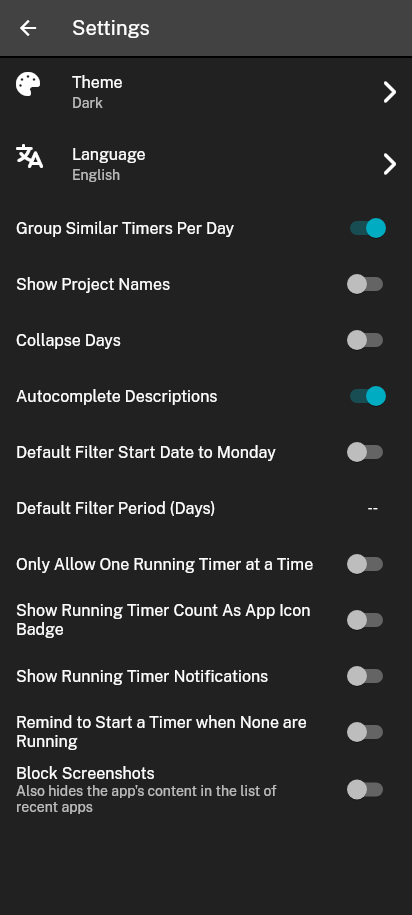 Settings
Theme
Dark
Language
English
Group Similar Timers Per Day
Show Project Names
Collapse Days
Autocomplete Descriptions
Default Filter Start Date to Monday
Default Filter Period (Days) --
Only Allow One Running Timer at a Time
Show Running Timer Count As App Icon
Badge
Show Running Timer Notifications
Remind to Start a Timer when None are
Running
Block Screenshots
Also hides the app's content in the list of
recent apps